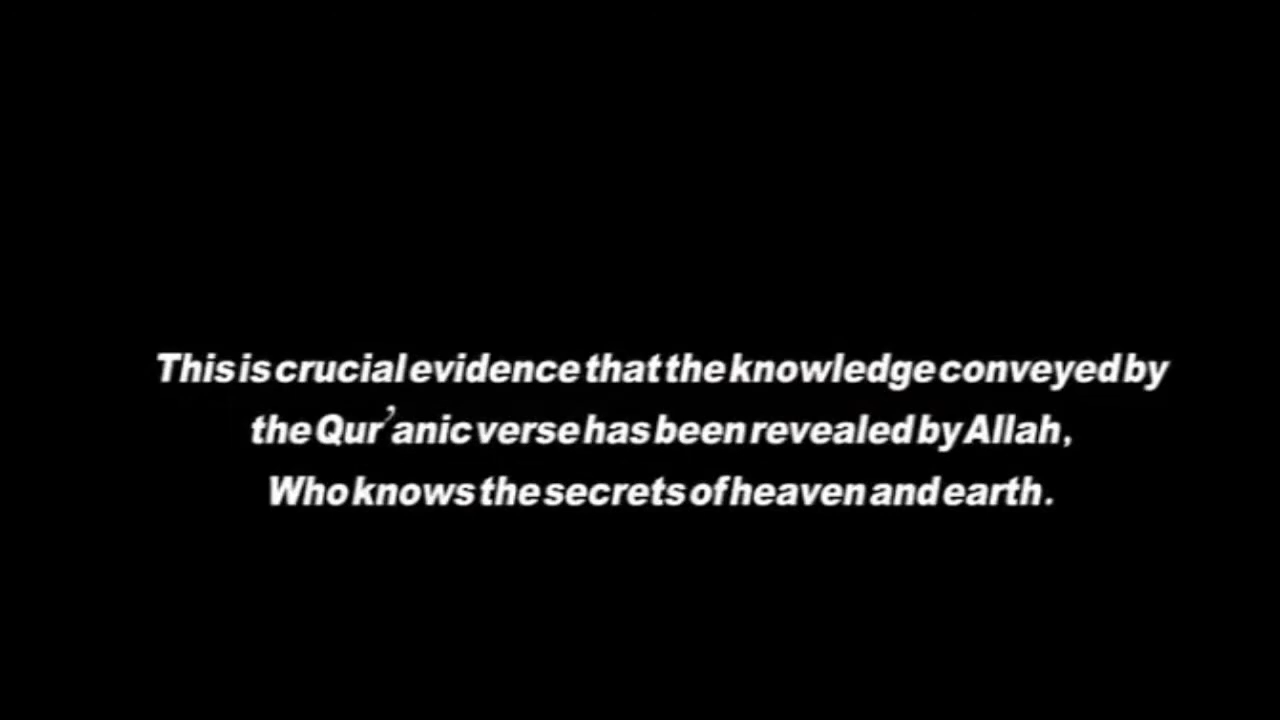 This is crucial evidence that the knowledge conveyed by
the Qur’anic verse has been revealed by Allah,
Who knows the secrets of heaven and earth.